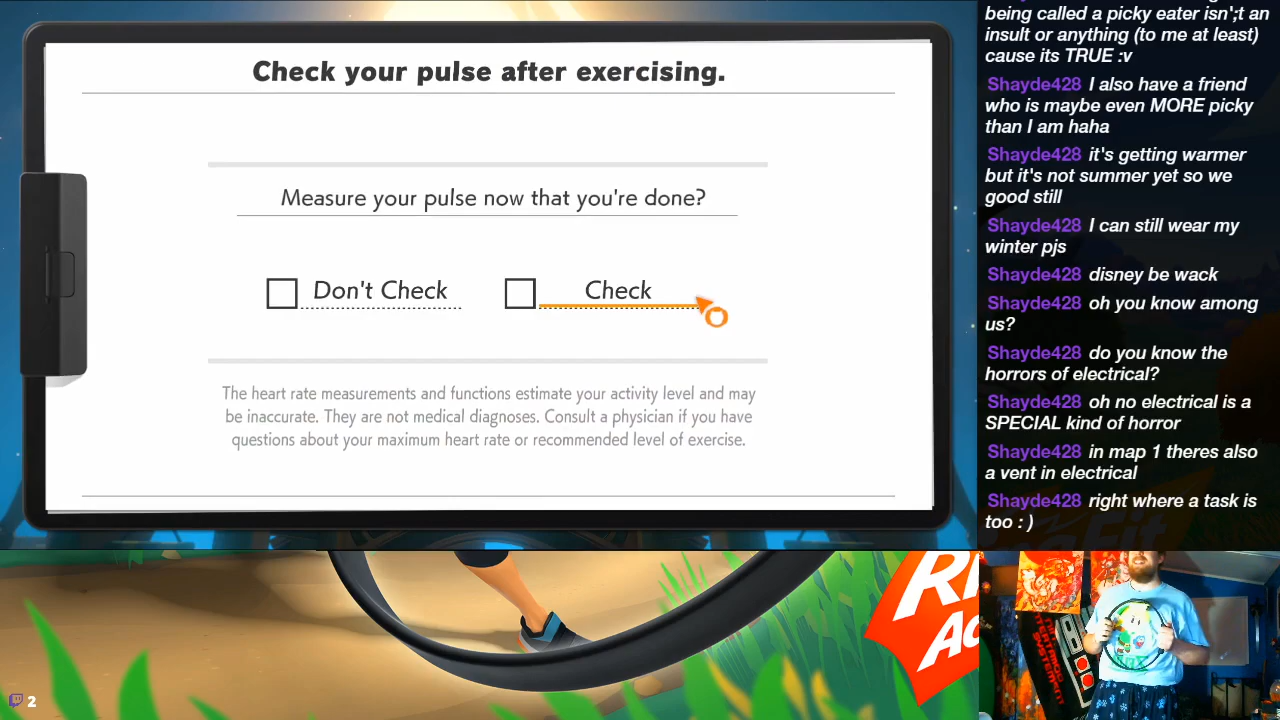 Check your pulse after exercising.
Measure your pulse now that you're done?
Don't Check
Check
The heart rate measurements and functions estimate your activity level and may
be inaccurate. They are not medical diagnoses. Consult a physician if you have
questions about your maximum heart rate or recommended level of exercise.
being called a picky eater isn';t an
insult or anything (to me at least)
cause its TRUE :v
Shayde428 I also have a friend
who is maybe even MORE picky
than I am haha
Shayde428 it's getting warmer
but it's not summer yet so we
good still
Shayde428 I can still wear my
winter pjs
Shayde428 disney be wack
Shayde428 oh you know among
us?
Shayde428 do you know the
horrors of electrical?
Shayde428 oh no electrical is a
SPECIAL kind of horror
Shayde428 in map 1 theres also
a vent in electrical
Shayde428 right where a task is
too : )
2